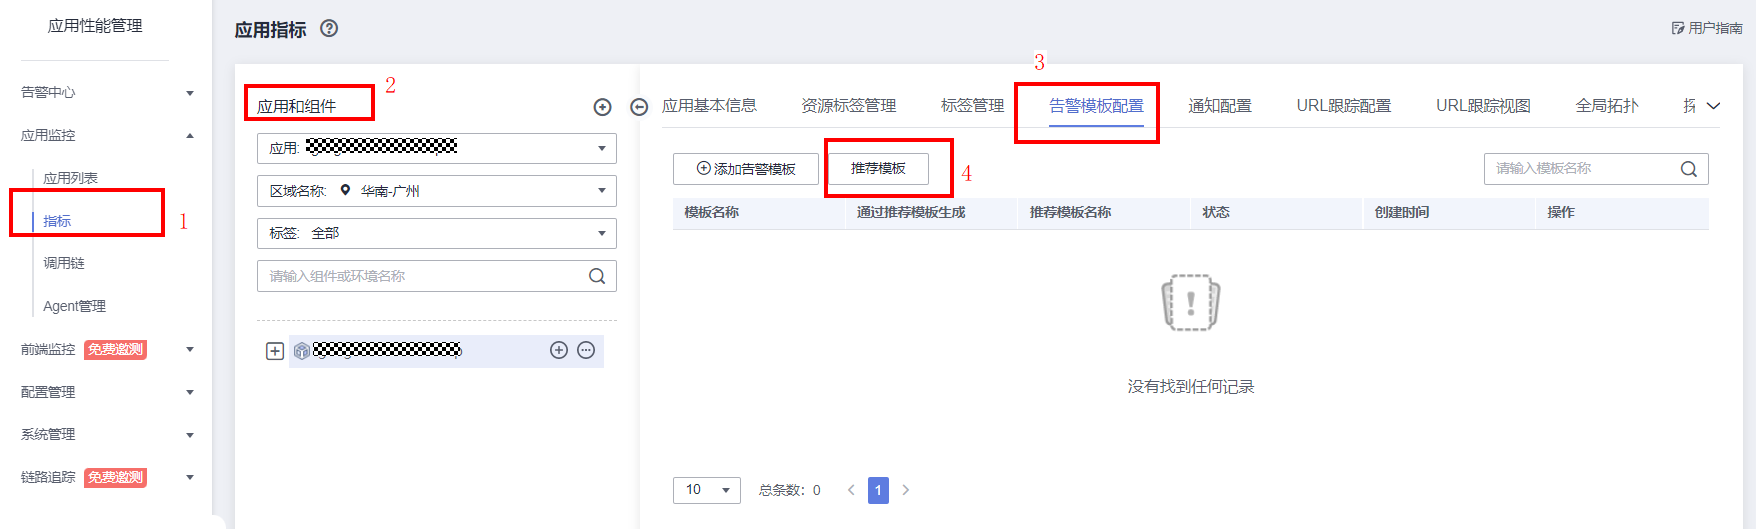 应用性能管理
告警中心
应用监控
应用列表
指标
1
调用链
Agent管理
前端监控 免费邀测
配置管理
系统管理
链路追踪 免费邀测
应用指标
用户指南
应用和组件
2
应用:
区域名称: 华南-广州
标签: 全部
请输入组件或环境名称
3
应用基本信息 资源标签管理 标签管理 告警模板配置 通知配置 URL跟踪配置 URL跟踪视图 全局拓扑
添加告警模板 推荐模板 4 请输入模板名称
模板名称 通过推荐模板生成 推荐模板名称 状态 创建时间 操作
没有找到任何记录
10 总条数: 0 < 1 >